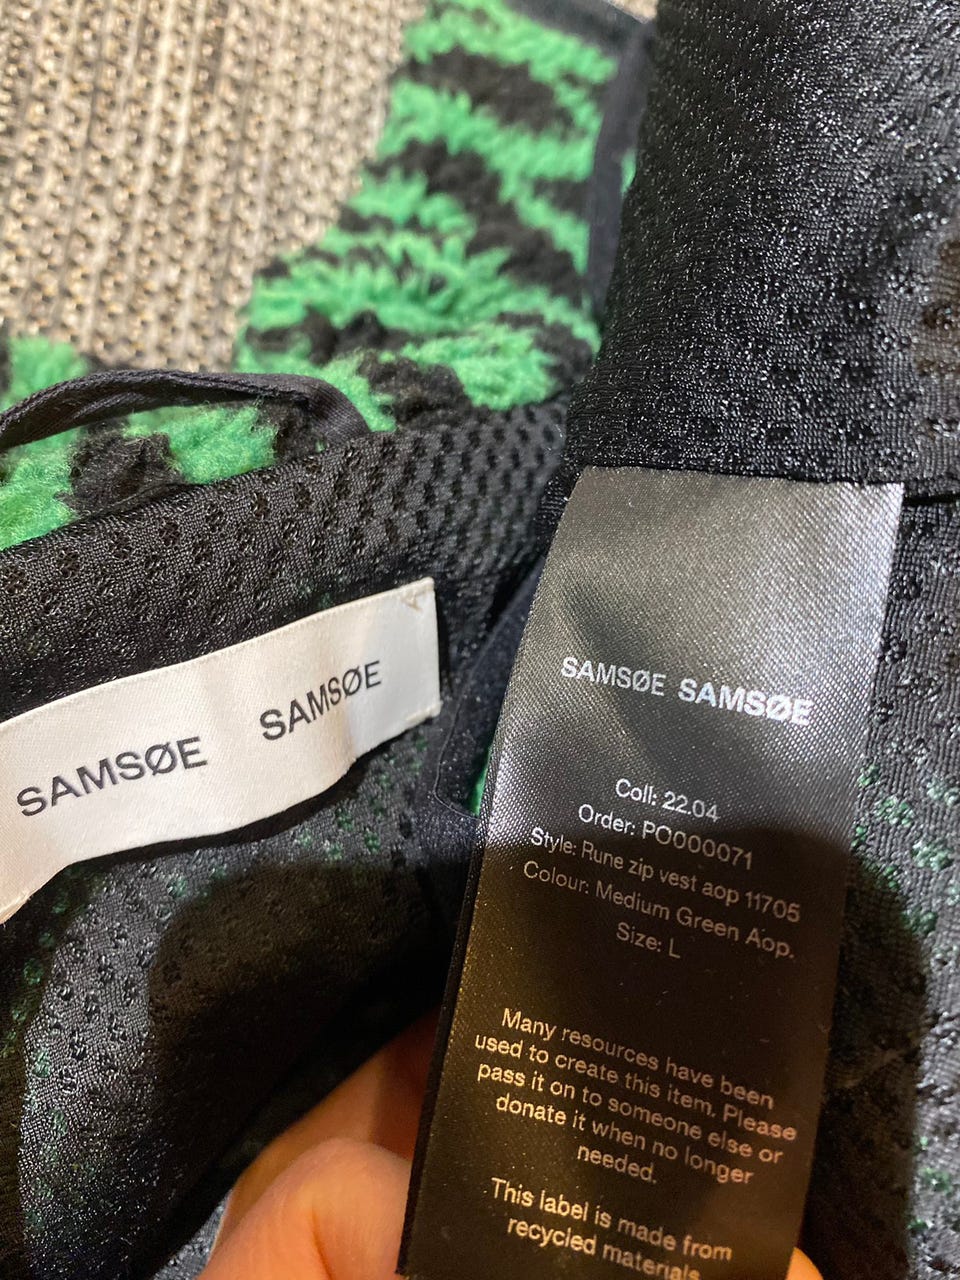 SAMSØE SAMSØE
SAMSØE SAMSØE
Coll: 22.04
Order: PO000071
Style: Rune zip vest aop 11705
Colour: Medium Green Aop.
Size: L
Many resources have been
used to create this item. Please
pass it on to someone else or
donate it when no longer
needed.
This label is made from
recycled materials